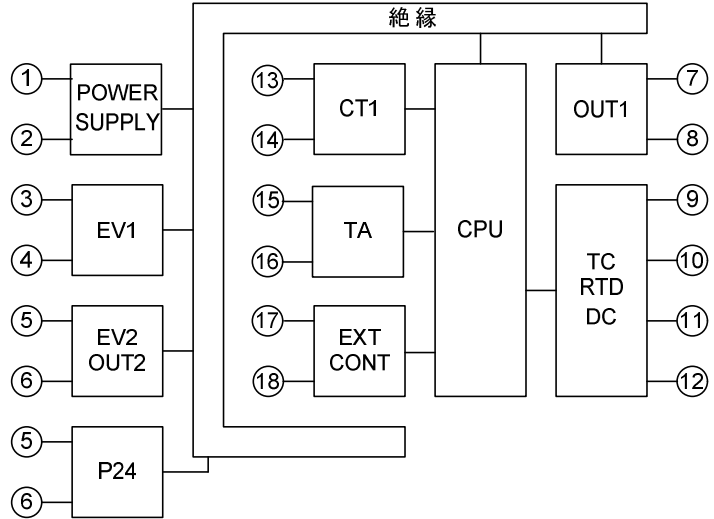 絶縁
① POWER
② SUPPLY
③ ④ EV1
⑤ EV2
⑥ OUT2
⑤ ⑥ P24
⑬ ⑭ CT1
⑮ ⑯ TA
⑰ EXT
⑱ CONT
CPU
OUT1 ⑦ ⑧
TC
RTD
DC
⑨
⑩
⑪
⑫